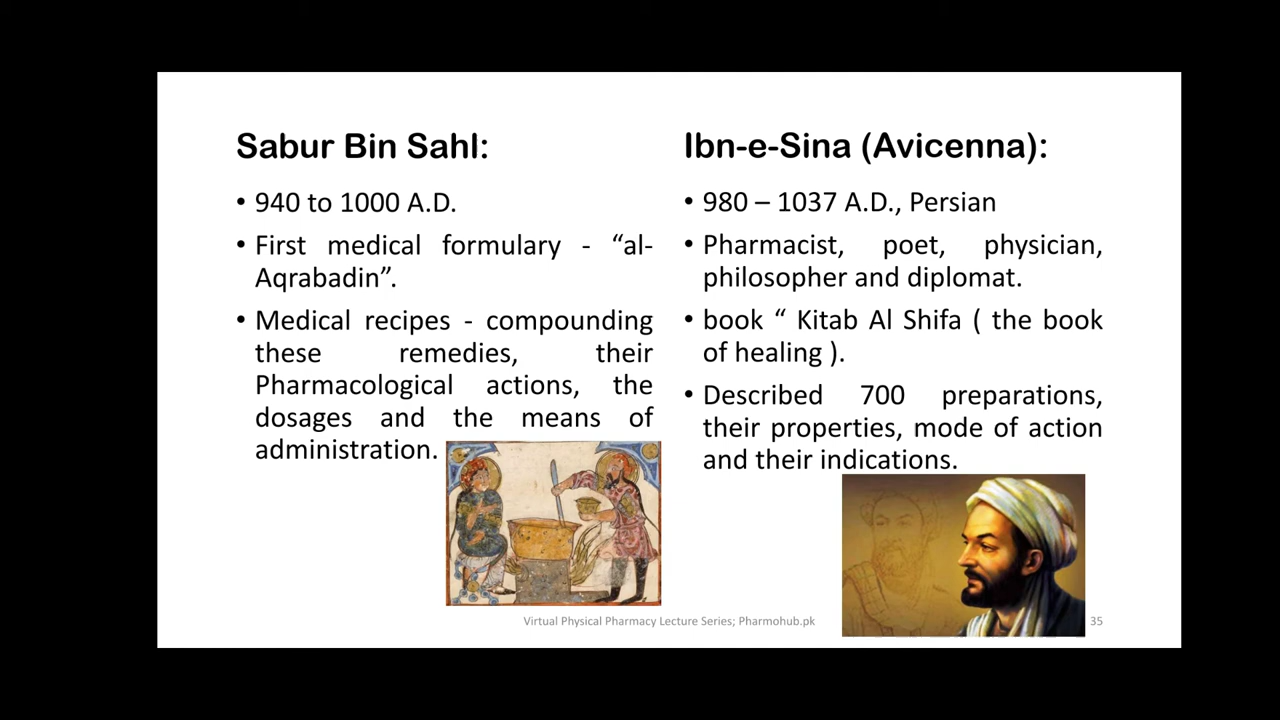 Sabur Bin Sahl:
• 940 to 1000 A.D.
• First medical formulary - “al-
Aqrabadin”.
• Medical recipes - compounding
these remedies, their
Pharmacological actions, the
dosages and the means of
administration.
Ibn-e-Sina (Avicenna):
• 980 – 1037 A.D., Persian
• Pharmacist, poet, physician,
philosopher and diplomat.
• book “ Kitab Al Shifa ( the book
of healing ).
• Described 700 preparations,
their properties, mode of action
and their indications.
Virtual Physical Pharmacy Lecture Series; Pharmohub.pk
35